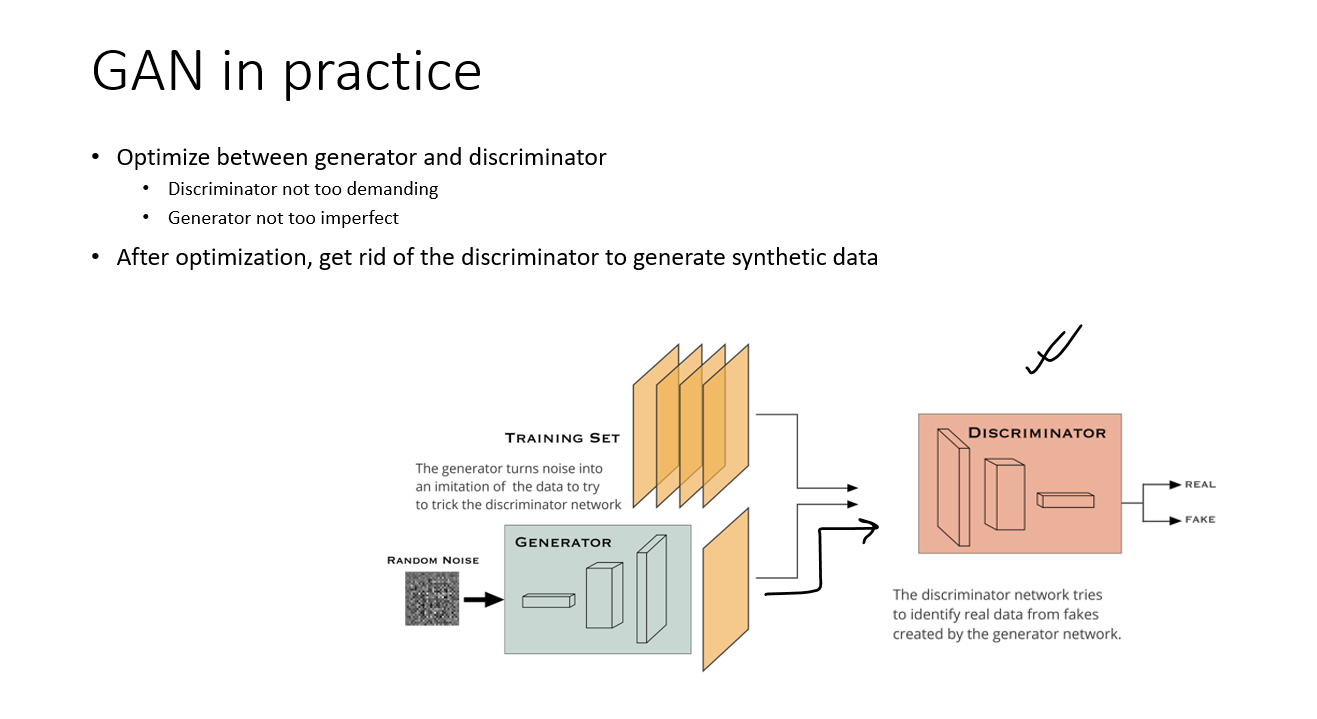 GAN in practice
• Optimize between generator and discriminator
• Discriminator not too demanding
• Generator not too imperfect
• After optimization, get rid of the discriminator to generate synthetic data
TRAINING SET
The generator turns noise into
an imitation of the data to try
to trick the discriminator network
RANDOM NOISE
GENERATOR
DISCRIMINATOR
REAL
FAKE
The discriminator network tries
to identify real data from fakes
created by the generator network.